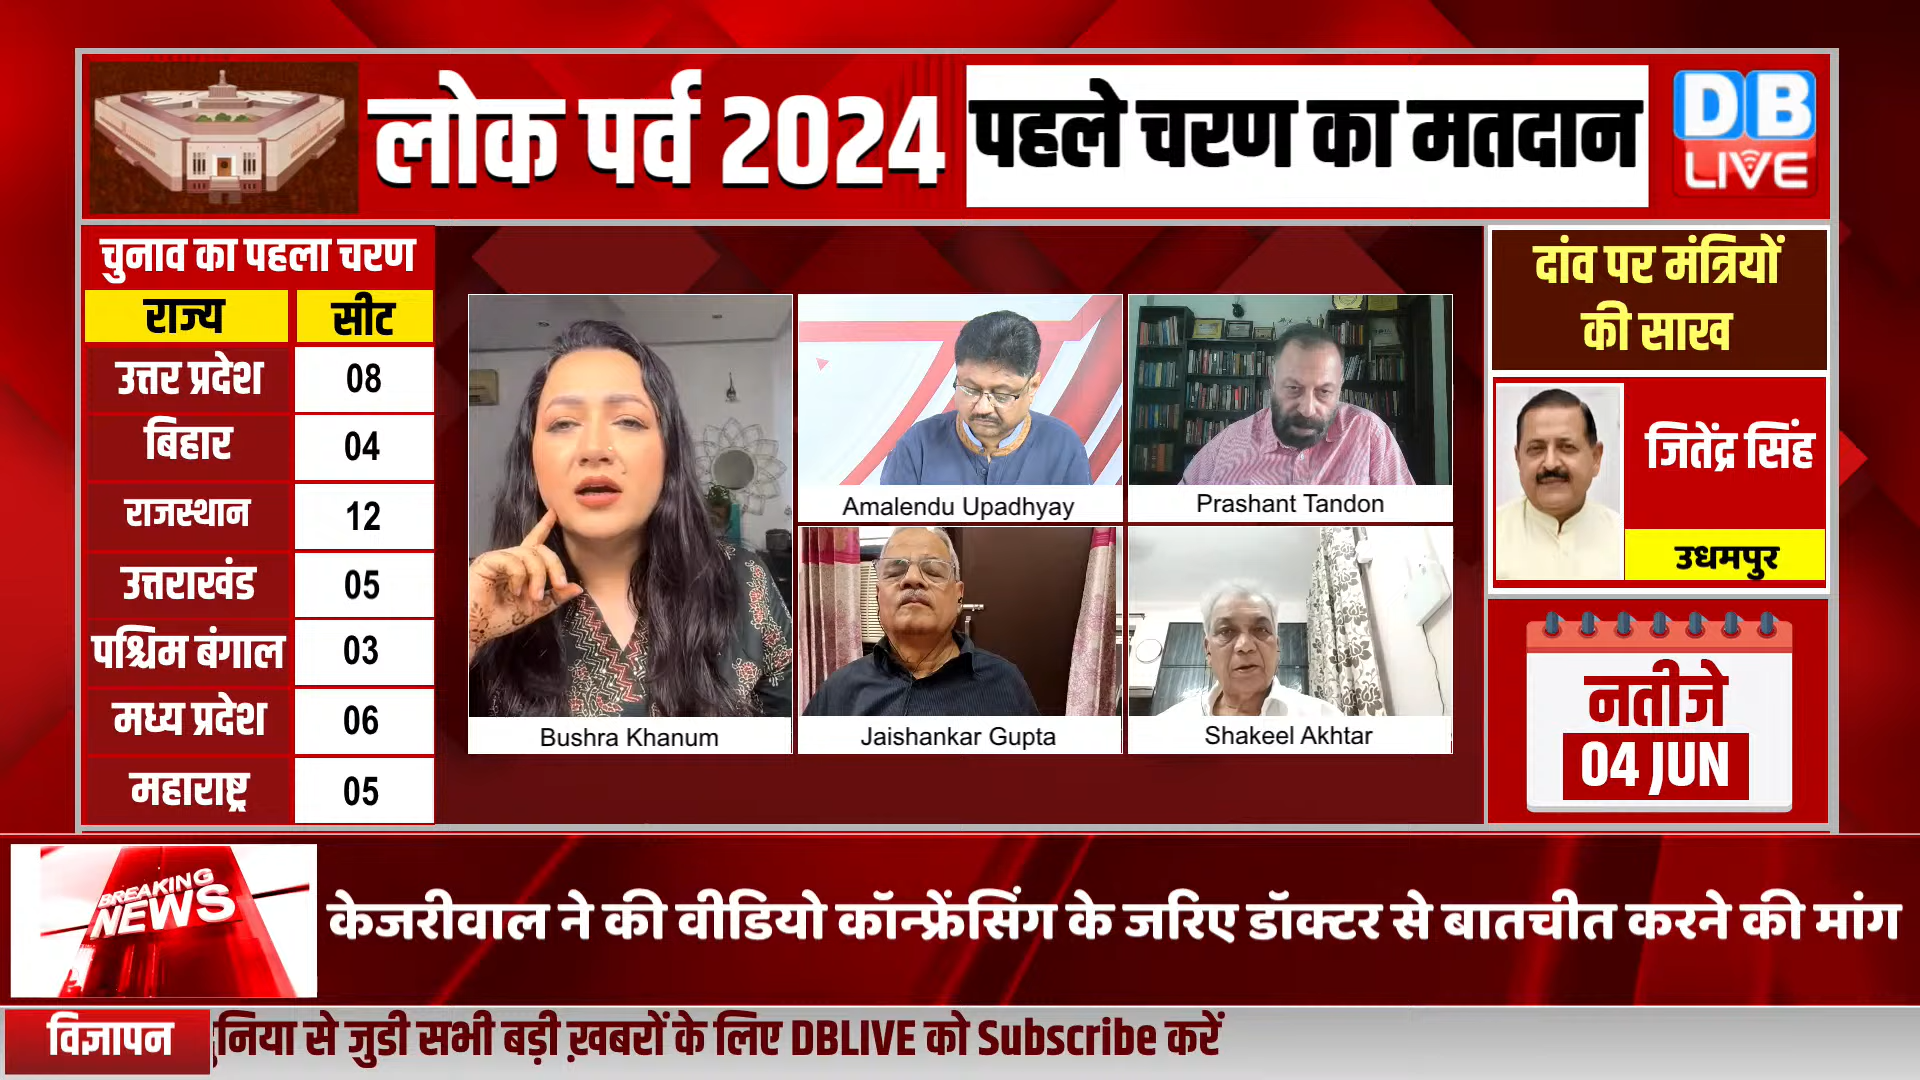 लोक पर्व 2024
पहले चरण का मतदान
DB
LIVE
चुनाव का पहला चरण
राज्य सीट
उत्तर प्रदेश 08
बिहार 04
राजस्थान 12
उत्तराखंड 05
पश्चिम बंगाल 03
मध्य प्रदेश 06
महाराष्ट्र 05
Amalendu Upadhyay
Prashant Tandon
Bushra Khanum
Jaishankar Gupta
Shakeel Akhtar
दांव पर मंत्रियों
की साख
जितेंद्र सिंह
उधमपुर
नतीजे
04 JUN
BREAKING
NEWS
केजरीवाल ने की वीडियो कॉन्फ्रेंसिंग के जरिए डॉक्टर से बातचीत करने की मांग
विज्ञापन
से जुडी सभी बड़ी ख़बरों के लिए DBLIVE को Subscribe करें